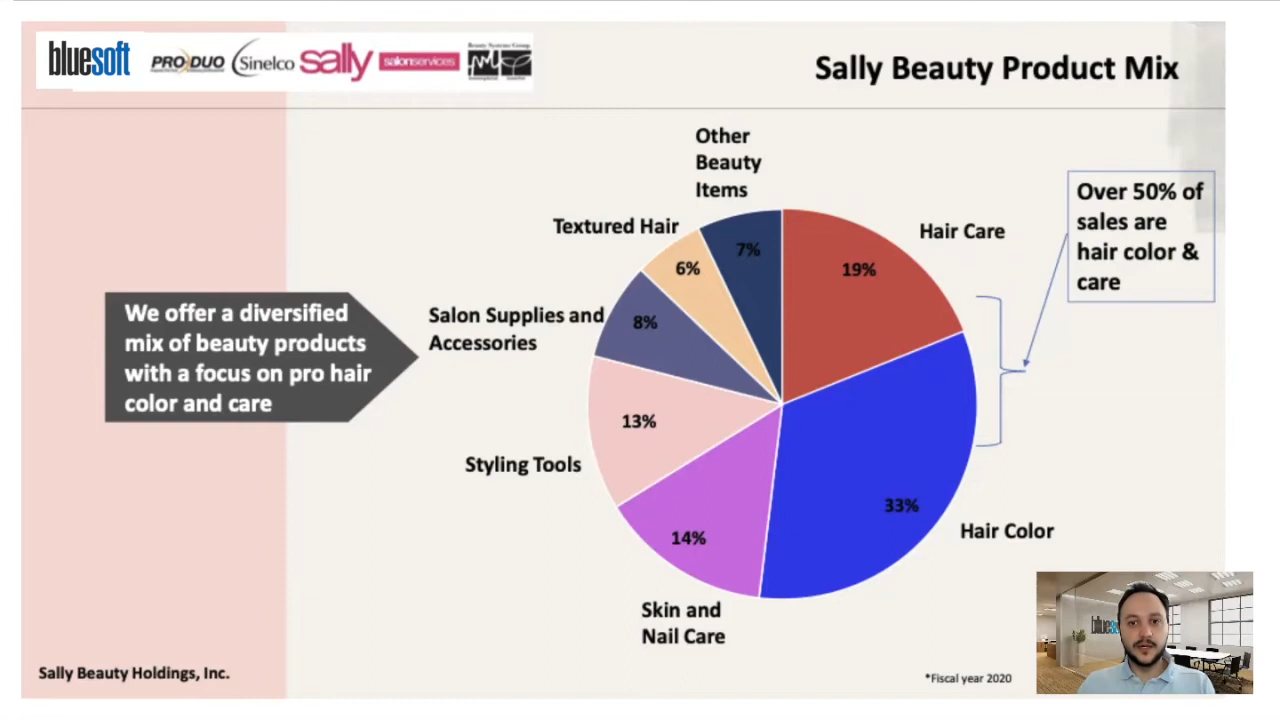 bluesoft
PRO DUO
Sinelco
sally
salonservices
Beauty Systems Group
Sally Beauty Product Mix
Other
Beauty
Items
Textured Hair
Hair Care
Over 50% of
sales are
hair color &
care
7%
6%
19%
We offer a diversified
mix of beauty products
with a focus on pro hair
color and care
Salon Supplies and
Accessories
8%
13%
Styling Tools
33%
14%
Hair Color
Skin and
Nail Care
Sally Beauty Holdings, Inc.
*Fiscal year 2020